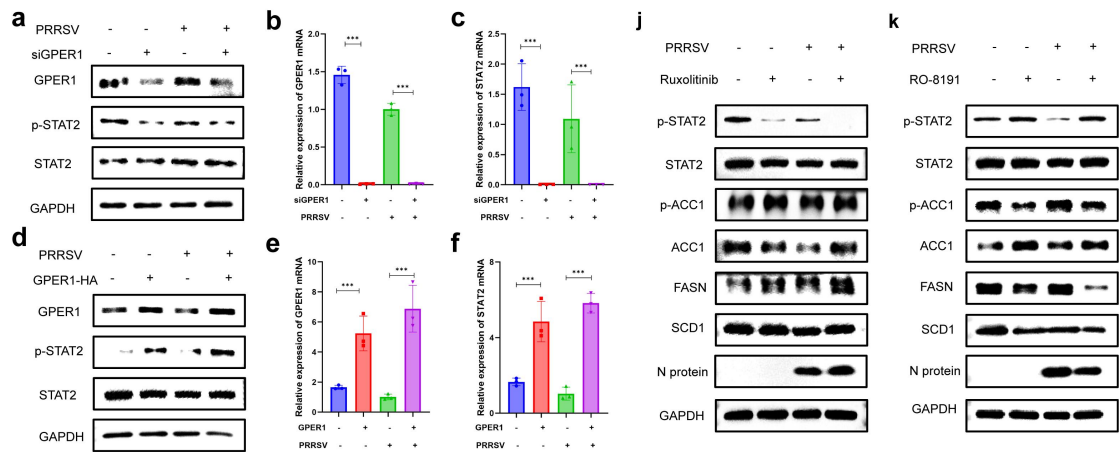 a
PRRSV - - + +
siGPER1 - + - +
GPER1
p-STAT2
STAT2
GAPDH
b
Relative expression of GPER1 mRNA
2.0
1.5
1.0
0.5
0.0
***
***
siGPER1 - + - +
PRRSV - - + +
c
Relative expression of STAT2 mRNA
2.5
2.0
1.5
1.0
0.5
0.0
***
***
siGPER1 - + - +
PRRSV - - + +
d
PRRSV - - + +
GPER1-HA - + - +
GPER1
p-STAT2
STAT2
GAPDH
e
Relative expression of GPER1 mRNA
10
8
6
4
2
0
***
***
GPER1 - + - +
PRRSV - - + +
f
Relative expression of STAT2 mRNA
8
6
4
2
0
***
***
GPER1 - + - +
PRRSV - - + +
j
PRRSV - - + +
Ruxolitinib - + - +
p-STAT2
STAT2
p-ACC1
ACC1
FASN
SCD1
N protein
GAPDH
k
PRRSV - - + +
RO-8191 - + - +
p-STAT2
STAT2
p-ACC1
ACC1
FASN
SCD1
N protein
GAPDH